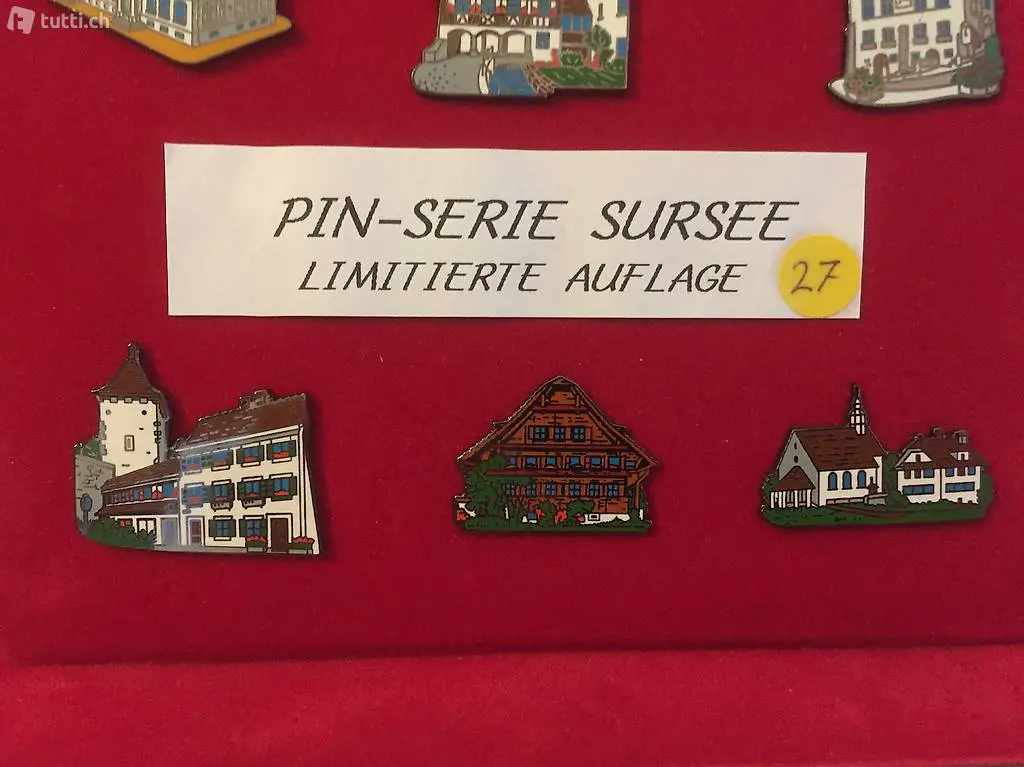 tutti.ch
PIN-SERIE SURSEE
LIMITIERTE AUFLAGE
27